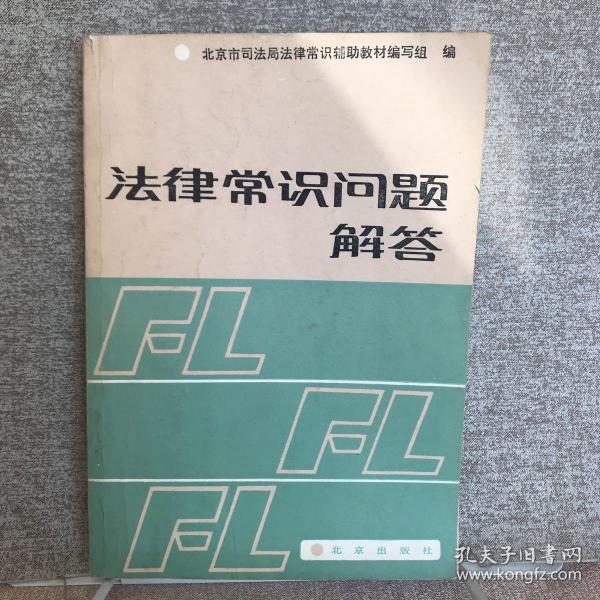 北京市司法局法律常识辅助教材编写组 编
法律常识问题
解答
FL
FL
FL
北京出版社
孔夫子旧书网
www.kongfz.com